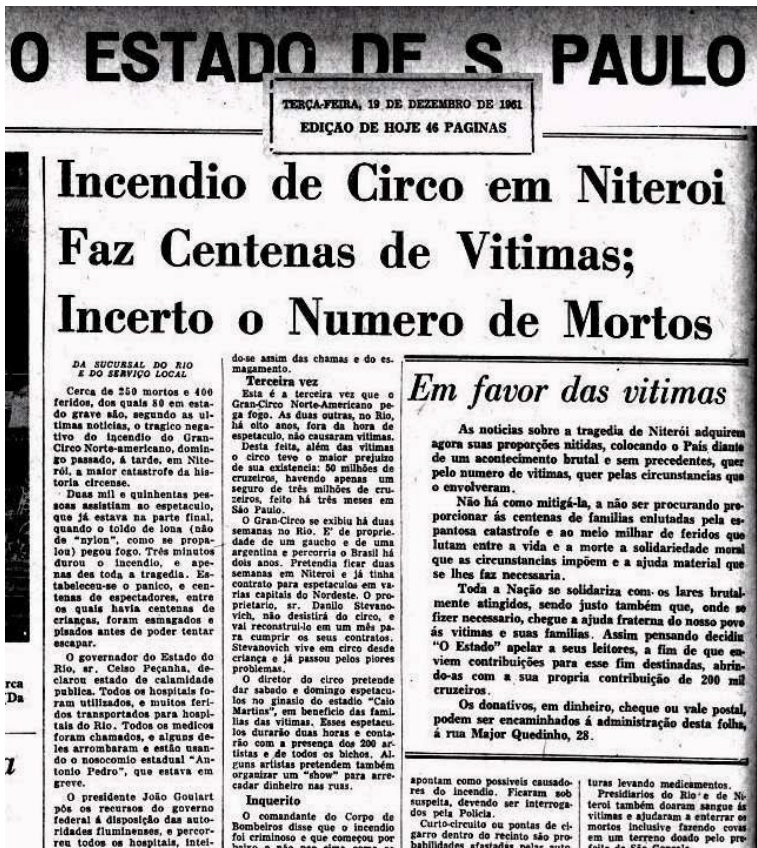 O ESTADO DE S. PAULO
TERÇA-FEIRA, 19 DE DEZEMBRO DE 1961
EDIÇÃO DE HOJE 46 PAGINAS
Incendio de Circo em Niteroi
Faz Centenas de Vitimas;
Incerto o Numero de Mortos
DA SUCURSAL DO RIO
E DO SERVIÇO LOCAL
Cerca de 250 mortos e 400
feridos, dos quais 80 em esta-
do grave são, segundo as ul-
timas noticias, o tragico nega-
tivo do incendio do Gran-
Circo Norte-americano, domin-
go passado, á tarde, em Nite-
rói, a maior catastrofe da his-
toria circense.
Duas mil e quinhentas pes-
soas assistiam ao espetaculo,
que já estava na parte final,
quando o toldo de lona (não
de "nylon", como se propa-
lou) pegou fogo. Três minutos
durou o incendio, e ape-
nas dez toda a tragedia. Es-
tabeleceu-se o panico, e cen-
tenas de espectadores, entre
os quais havia centenas de
crianças, foram esmagados e
pisados antes de poder tentar
escapar.
O governador do Estado do
Rio, sr. Celso Peçanha, de-
clarou estado de calamidade
publica. Todos os hospitais fo-
ram utilizados, e muitos feri-
dos transportados para hospi-
tais do Rio. Todos os medicos
foram chamados, e alguns de-
les arrombaram e estão usan-
do o nosocomio estadual "An-
tonio Pedro", que estava em
greve.
O presidente João Goulart
pôs os recursos do governo
federal á disposição das auto-
ridades fluminenses, e percor-
reu todos os hospitais, intei-
do-se assim das chamas e do es-
magamento.
Terceira vez
Esta é a terceira vez que o
Gran-Circo Norte-Americano pe-
ga fogo. As duas outras, no Rio,
há oito anos, fora da hora de
espetaculo, não causaram vitimas.
Desta feita, além das vitimas
o circo teve o maior prejuizo
de sua existencia: 50 milhões de
cruzeiros, havendo apenas um
seguro de três milhões de cru-
zeiros, feito há três meses em
São Paulo.
O Gran-Circo se exibiu há duas
semanas no Rio. E' de proprie-
dade de um gaucho e de uma
argentina e percorria o Brasil há
dois anos. Pretendia ficar duas
semanas em Niteroi e já tinha
contrato para espetaculos em va-
rias capitais do Nordeste. O pro-
prietario, sr. Danilo Stevano-
vich, não desistirá do circo, e
vai reconstrui-lo em um mês pa-
ra cumprir os seus contratos.
Stevanovich vive em circo desde
criança e já passou pelos piores
problemas.
O diretor do circo pretende
dar sabado e domingo espetacu-
los no ginasio do estadio "Caio
Martins", em beneficio das fami-
lias das vitimas. Esses espetacu-
los durarão duas horas e conta-
rão com a presença dos 200 ar-
tistas e de todos os bichos. Al-
guns artistas pretendem também
organizar um "show" para arre-
cadar dinheiro nas ruas.
Inquerito
O comandante do Corpo de
Bombeiros disse que o incendio
foi criminoso e que começou por
Em favor das vitimas
As noticias sobre a tragedia de Niterói adquirem
agora suas proporções nitidas, colocando o País diante
de um acontecimento brutal e sem precedentes, quer
pelo numero de vitimas, quer pelas circunstancias que
o envolveram.
Não há como mitigá-la, a não ser procurando pro-
porcionar ás centenas de familias enlutadas pela es-
pantosa catastrofe e ao meio milhar de feridos que
lutam entre a vida e a morte a solidariedade moral
que as circunstancias impõem e a ajuda material que
se lhes faz necessaria.
Toda a Nação se solidariza com os lares brutal-
mente atingidos, sendo justo também que, onde se
fizer necessario, chegue a ajuda fraterna do nosso povo
ás vitimas e suas familias. Assim pensando decidiu
"O Estado" apelar a seus leitores, a fim de que en-
viem contribuições para esse fim destinadas, abrin-
do-as com a sua propria contribuição de 200 mil
cruzeiros.
Os donativos, em dinheiro, cheque ou vale postal,
podem ser encaminhados á administração desta folha,
á rua Major Quedinho, 28.
apontam como possiveis causado-
res do incendio. Ficaram sob
suspeita, devendo ser interroga-
dos pela Policia.
Curto-circuito ou pontas de ci-
garro dentro do recinto são pro-
babilidades afastadas pelas auto-
turas levando medicamentos.
Presidiarios do Rio e de Ni-
teroi também doaram sangue ás
vitimas e ajudaram a enterrar os
mortos inclusive fazendo covas
em um terreno doado pelo pre-
rca
Da